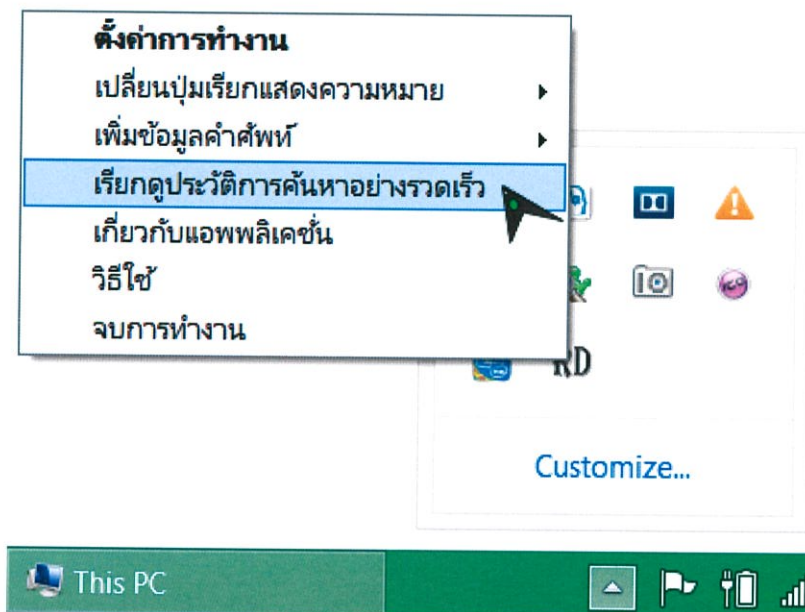 ตั้งค่าการทำงาน
เปลี่ยนปุ่มเรียกแสดงความหมาย
เพิ่มข้อมูลคำศัพท์
เรียกดูประวัติการค้นหาอย่างรวดเร็ว
เกี่ยวกับแอพพลิเคชั่น
วิธีใช้
จบการทำงาน
RD
Customize...
This PC